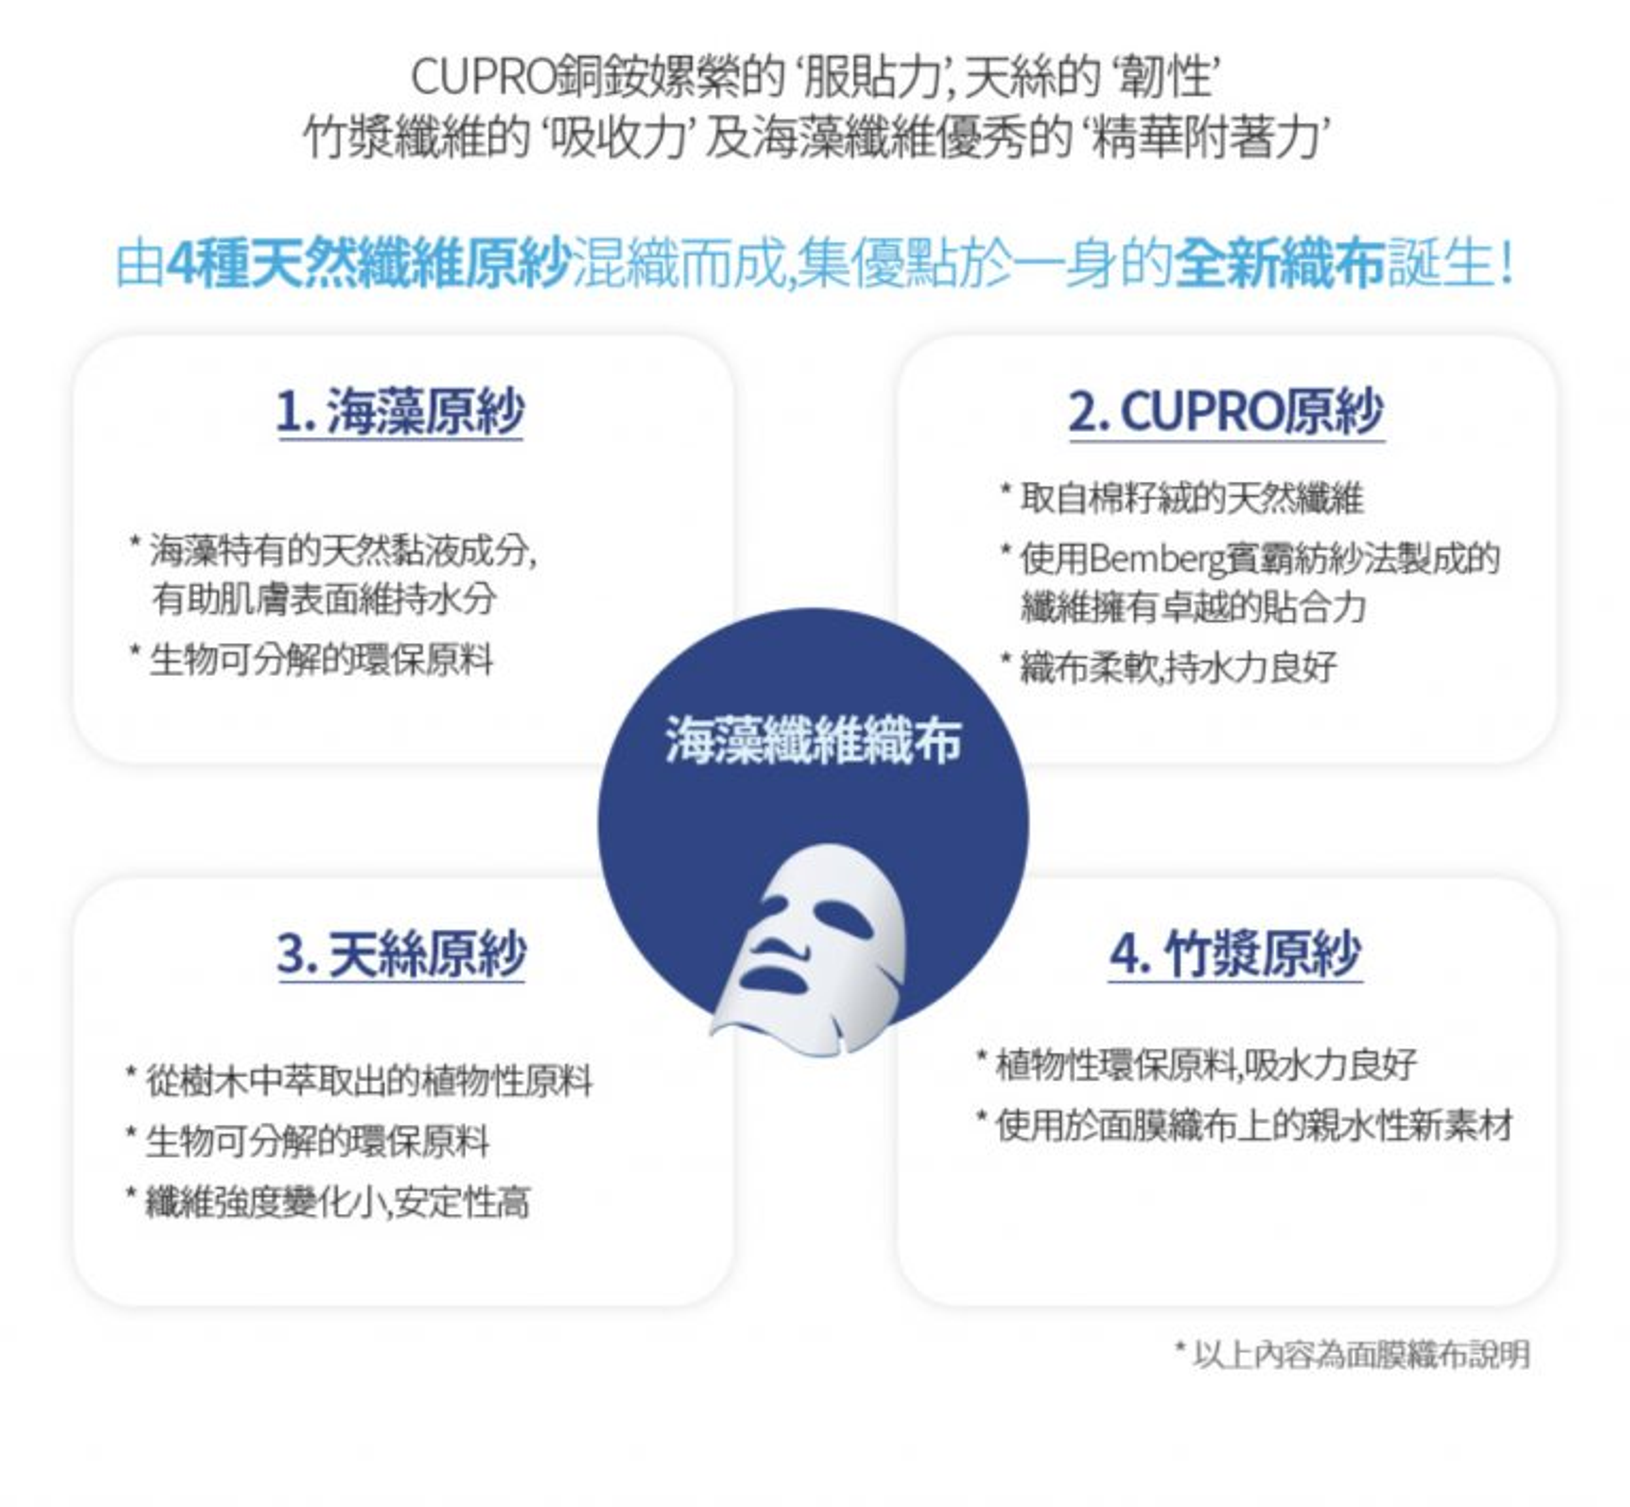 CUPRO銅銨嫘縈的 ‘服貼力’, 天絲的 ‘韌性’
竹漿纖維的 ‘吸收力’ 及海藻纖維優秀的 ‘精華附著力’
由4種天然纖維原紗混織而成,集優點於一身的全新織布誕生!
1. 海藻原紗
* 海藻特有的天然黏液成分,
有助肌膚表面維持水分
* 生物可分解的環保原料
2. CUPRO原紗
* 取自棉籽絨的天然纖維
* 使用Bemberg賓霸紡紗法製成的
纖維擁有卓越的貼合力
* 織布柔軟,持水力良好
海藻纖維織布
3. 天絲原紗
* 從樹木中萃取出的植物性原料
* 生物可分解的環保原料
* 纖維強度變化小,安定性高
4. 竹漿原紗
* 植物性環保原料,吸水力良好
* 使用於面膜織布上的親水性新素材
* 以上內容為面膜織布說明